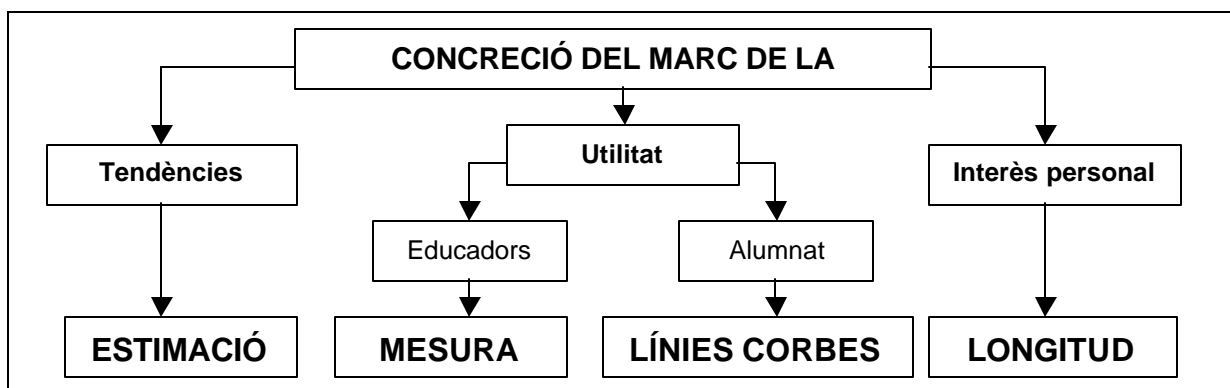 CONCRECIÓ DEL MARC DE LA
Tendències
Utilitat
Interès personal
Educadors
Alumnat
ESTIMACIÓ
MESURA
LÍNIES CORBES
LONGITUD